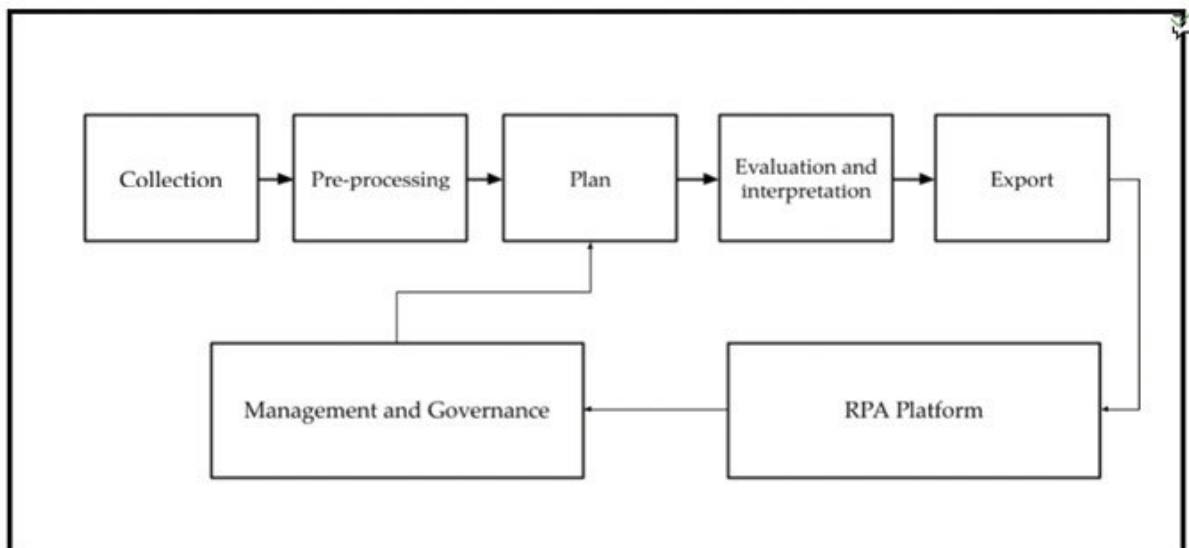 Collection
Pre-processing
Plan
Evaluation and
interpretation
Export
Management and Governance
RPA Platform